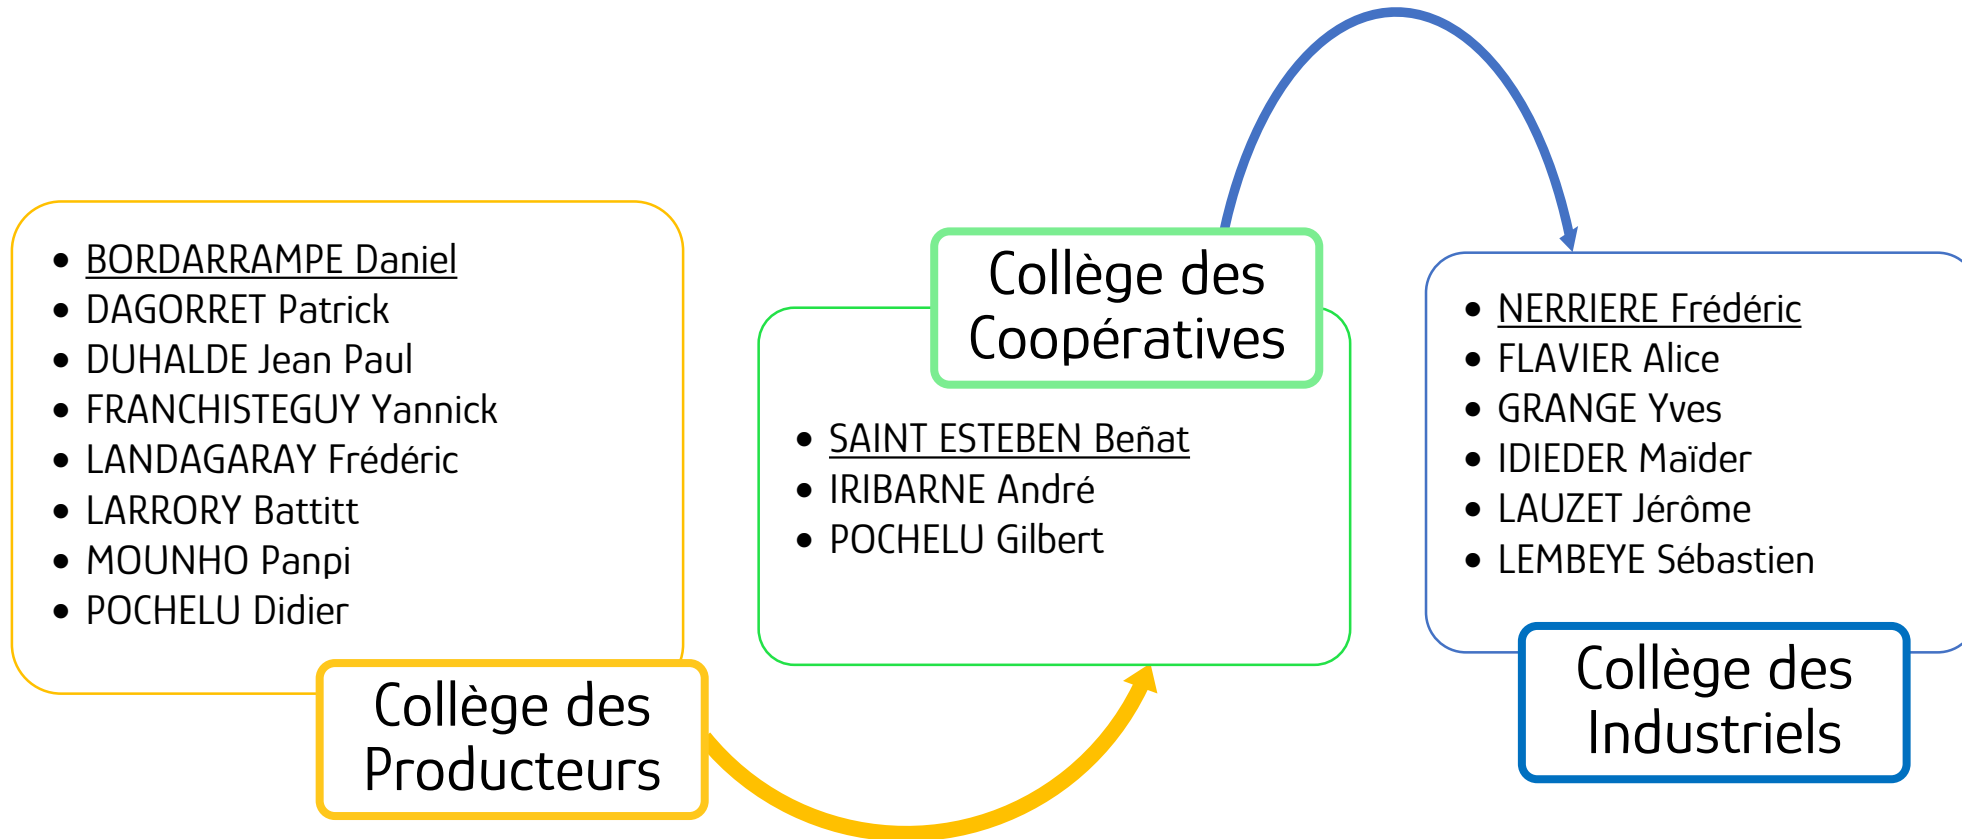 • BORDARRAMPE Daniel
• DAGORRET Patrick
• DUHALDE Jean Paul
• FRANCHISTEGUY Yannick
• LANDAGARAY Frédéric
• LARRORY Battitt
• MOUNHO Panpi
• POCHELU Didier
Collège des
Producteurs
Collège des
Coopératives
• SAINT ESTEBEN Beñat
• IRIBARNE André
• POCHELU Gilbert
• NERRIERE Frédéric
• FLAVIER Alice
• GRANGE Yves
• IDIEDER Maïder
• LAUZET Jérôme
• LEMBEYE Sébastien
Collège des
Industriels